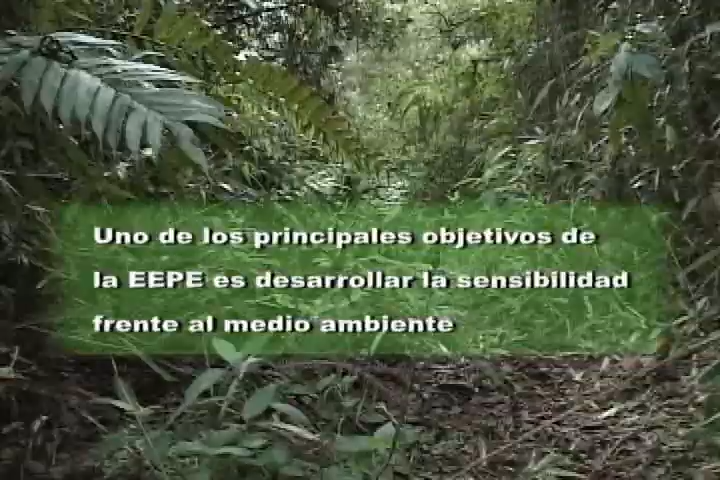 Uno de los principales objetivos de
la EEPE es desarrollar la sensibilidad
frente al medio ambiente